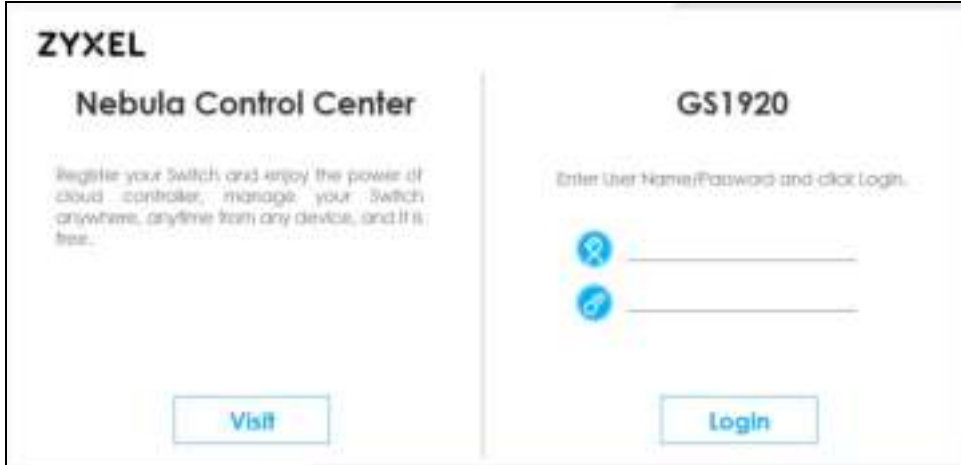 ZYXEL
Nebula Control Center
Register your Switch and enjoy the power of
cloud controller, manage your Switch
anywhere, anytime from any device, and it is
free.
Visit
GS1920
Enter User Name/Password and click Login.
Login